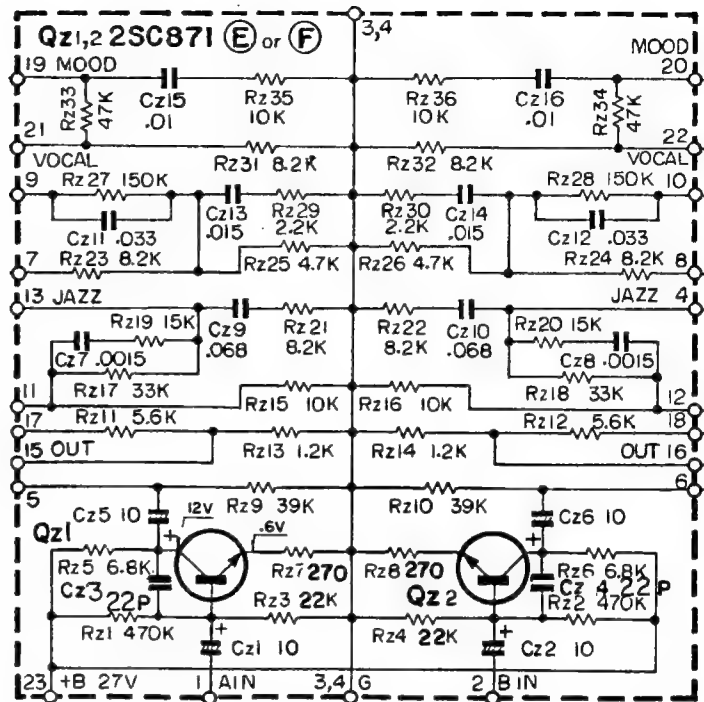 Qz1,2 2SC871 Ⓔ or Ⓕ
3,4
MOOD
19 MOOD
20
Rz33 47K
Cz15 .01
Rz35 10K
Rz36 10K
Cz16 .01
Rz34 47K
21
22
VOCAL
Rz31 8.2K
Rz32 8.2K
VOCAL
9
Rz27 150K
Rz28 150K
10
Cz13 .015
Rz29 2.2K
Rz30 2.2K
Cz14 .015
Cz11 .033
Cz12 .033
7
Rz23 8.2K
Rz25 4.7K
Rz26 4.7K
Rz24 8.2K
8
13 JAZZ
JAZZ 4
Rz19 15K
Cz9 .068
Rz21 8.2K
Rz22 8.2K
Cz10 .068
Rz20 15K
Cz7 .0015
Cz8 .0015
Rz17 33K
Rz18 33K
11
Rz15 10K
Rz16 10K
12
17
Rz11 5.6K
Rz12 5.6K
18
15 OUT
Rz13 1.2K
Rz14 1.2K
OUT 16
5
Rz9 39K
Rz10 39K
6
Cz5 10
12V
.6V
Cz6 10
Qz1
Rz5 6.8K
Rz7 270
Rz8 270
Rz6 6.8K
Cz3 22P
Qz2
Cz4 22P
Rz3 22K
Rz2 470K
Rz1 470K
Rz4 22K
+
+
+
Cz1 10
Cz2 10
23 +B 27V
1 A IN
3,4 G
2 B IN